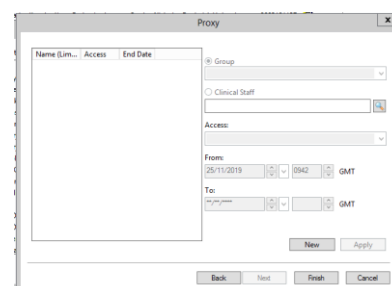 Proxy
x
Name (Lim... Access End Date
Group
Clinical Staff
Access:
From:
25/11/2019 0942 GMT
To:
**/**/**** GMT
New Apply
Back Next Finish Cancel